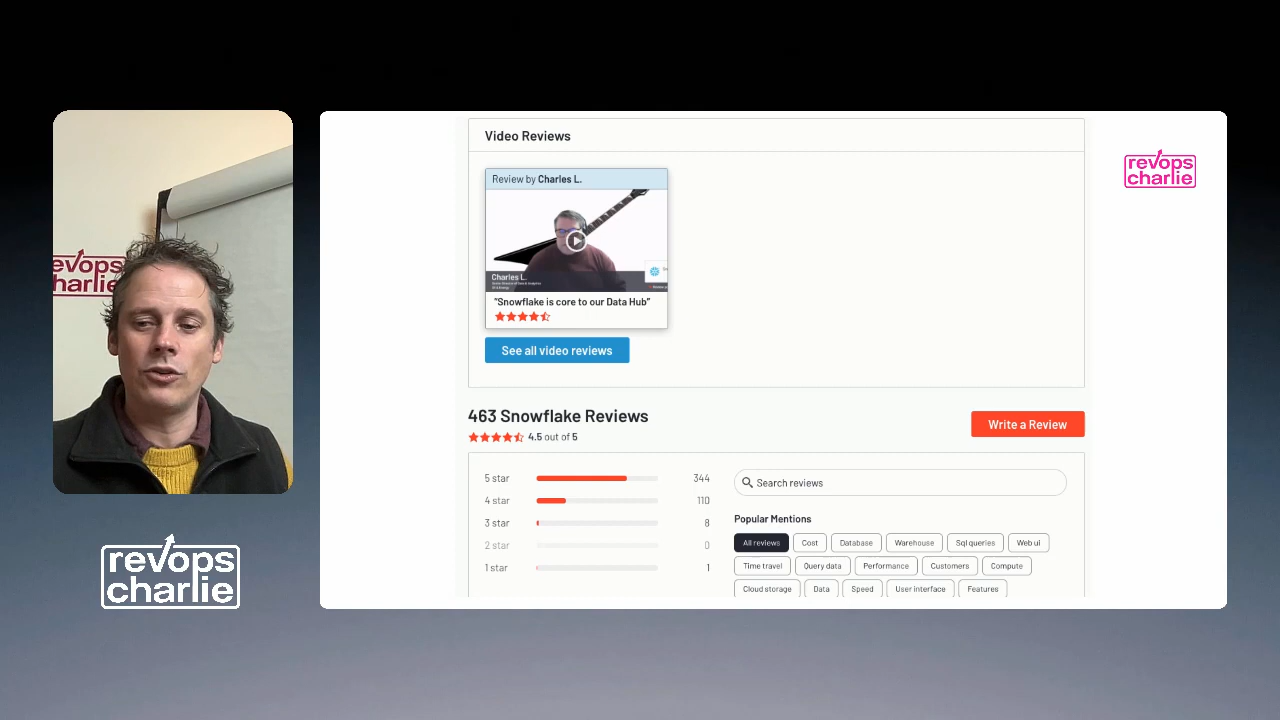 revops
charlie
revops
charlie
Video Reviews
Review by Charles L.
Charles L.
"Snowflake is core to our Data Hub"
See all video reviews
revops
charlie
463 Snowflake Reviews
4.5 out of 5
Write a Review
5 star 344
4 star 110
3 star 8
2 star 0
1 star 1
Search reviews
Popular Mentions
All reviews Cost Database Warehouse Sql queries Web ui
Time travel Query data Performance Customers Compute
Cloud storage Data Speed User interface Features